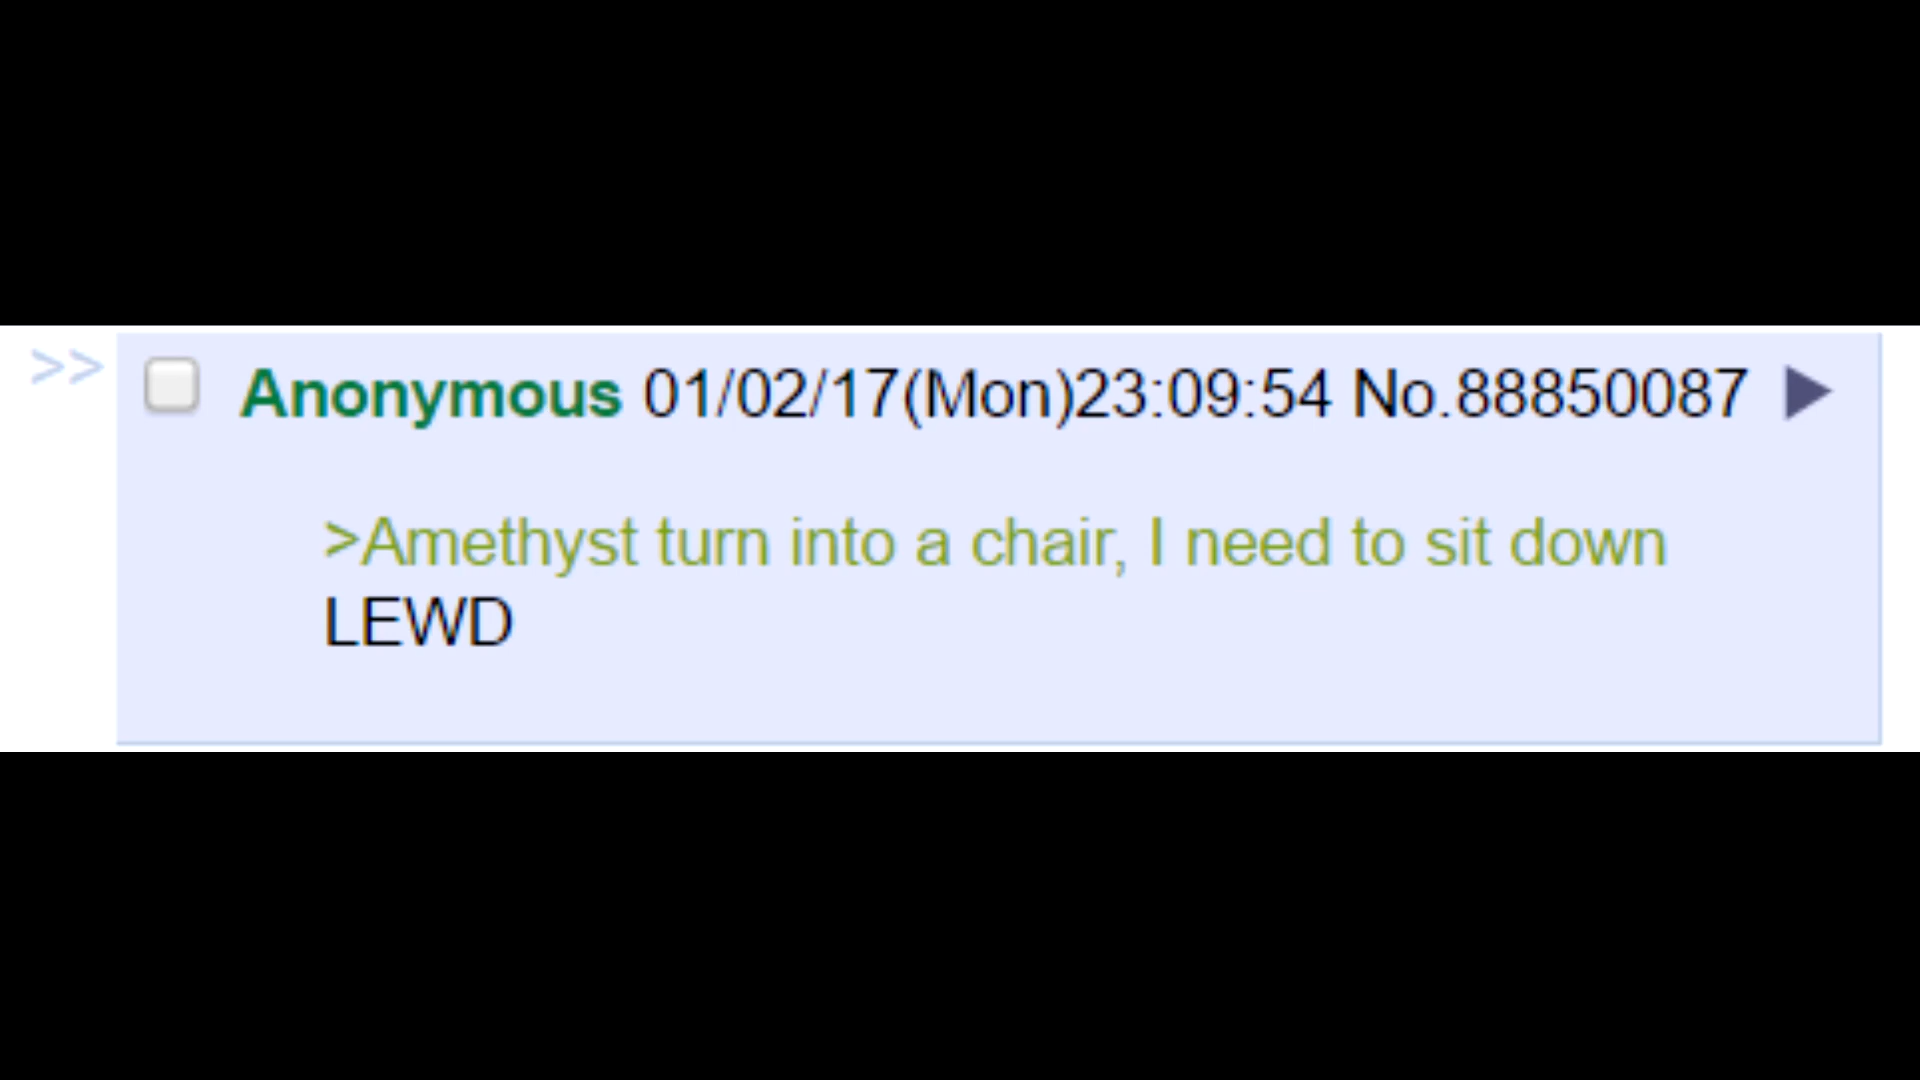 >> Anonymous 01/02/17(Mon)23:09:54 No.88850087 ▶
>Amethyst turn into a chair, I need to sit down
LEWD